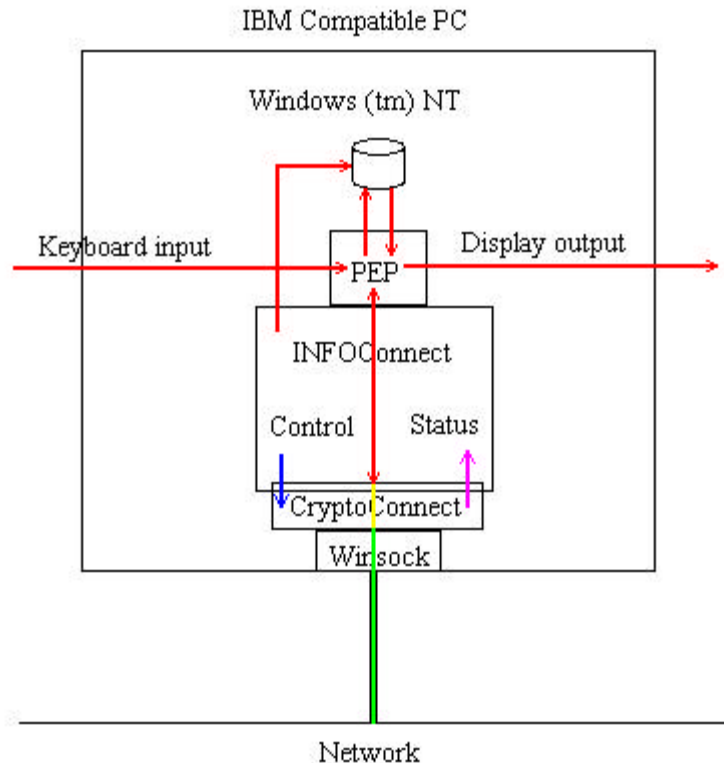 IBM Compatible PC
Windows (tm) NT
Keyboard input
Display output
PEP
INFOConnect
Control
Status
CryptoConnect
Winsock
Network